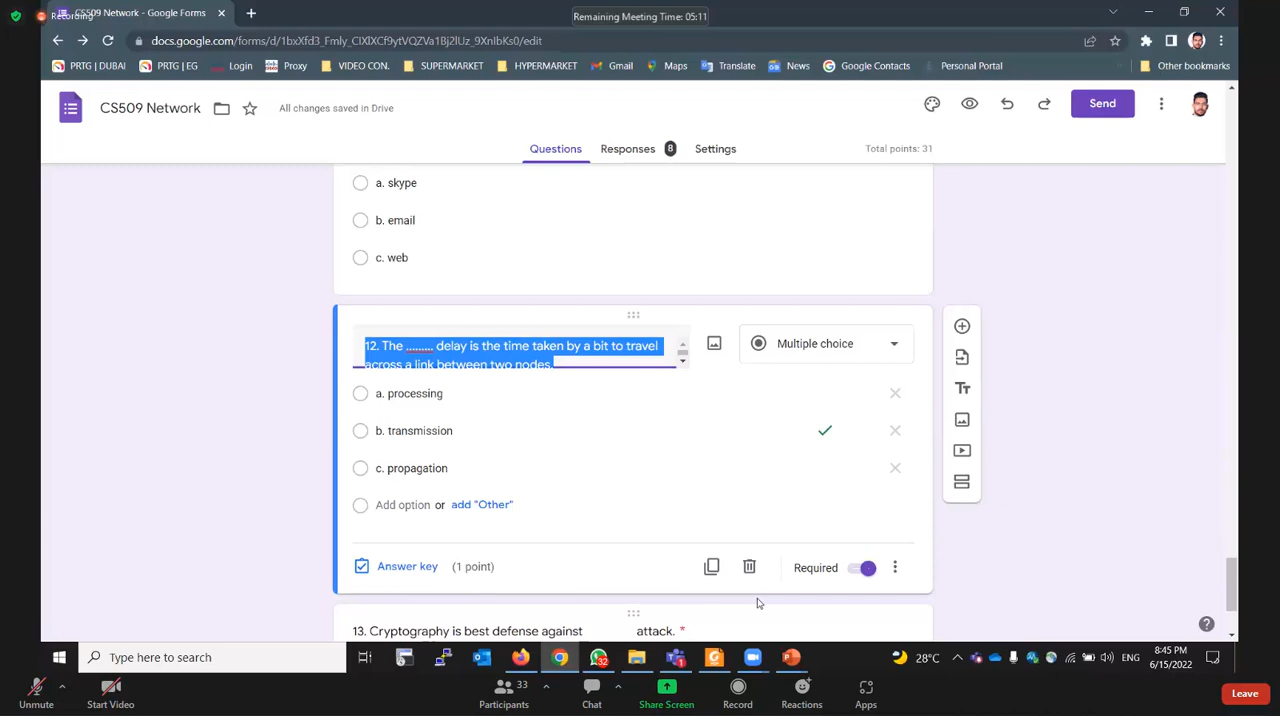 Recording
CS509 Network - Google Forms
Remaining Meeting Time: 05:11
docs.google.com/forms/d/1bxXfd3_Fmly_CIXlXCf9ytVQZVa1Bj2lUz_9XnIbKs0/edit
PRTG | DUBAI
PRTG | EG
Login
Proxy
VIDEO CON.
SUPERMARKET
HYPERMARKET
Gmail
Maps
Translate
News
Google Contacts
Personal Portal
Other bookmarks
CS509 Network
All changes saved in Drive
Send
Questions
Responses 8
Settings
Total points: 31
a. skype
b. email
c. web
12. The ......... delay is the time taken by a bit to travel
across a link between two nodes.
Multiple choice
a. processing
b. transmission
c. propagation
Add option or add "Other"
Answer key (1 point)
Required
13. Cryptography is best defense against ______ attack. *
Type here to search
32
1
28°C
ENG
8:45 PM
6/15/2022
33
Unmute
Start Video
Participants
Chat
Share Screen
Record
Reactions
Apps
Leave